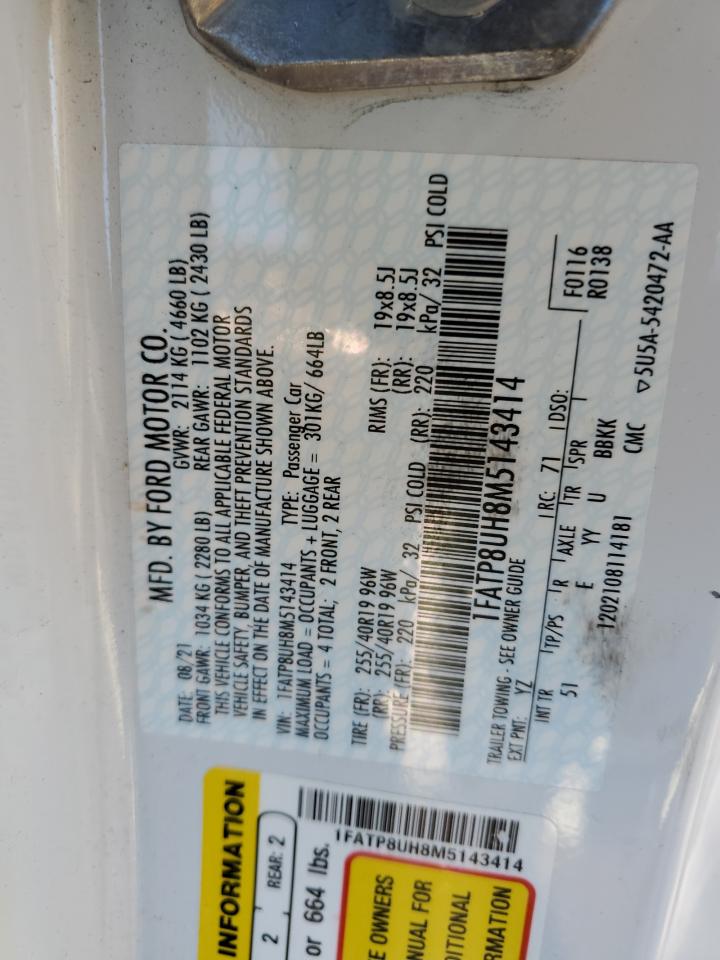 MFD. BY FORD MOTOR CO.
DATE: 08/21 GVWR: 2114 KG ( 4660 LB)
FRONT GAWR: 1034 KG ( 2280 LB) REAR GAWR: 1102 KG ( 2430 LB)
THIS VEHICLE CONFORMS TO ALL APPLICABLE FEDERAL MOTOR
VEHICLE SAFETY, BUMPER, AND THEFT PREVENTION STANDARDS
IN EFFECT ON THE DATE OF MANUFACTURE SHOWN ABOVE.
VIN: 1FATP8UH8M5143414 TYPE: Passenger Car
MAXIMUM LOAD = OCCUPANTS + LUGGAGE = 301KG/ 664LB
OCCUPANTS = 4 TOTAL; 2 FRONT, 2 REAR
TIRE (FR): 255/40R19 96W RIMS (FR): 19x8.5J
(RR): 255/40R19 96W (RR): 19x8.5J
PRESSURE (FR): 220 kPa/ 32 PSI COLD (RR): 220 kPa/ 32 PSI COLD
1FATP8UH8M5143414
TRAILER TOWING - SEE OWNER GUIDE
EXT PNT: YZ RC: 71 DSO: F0116
INT TR TP/PS R AXLE TR SPR R0138
51 E YY U BBKK
1202108114181 CMC ▽5U5A-5420472-AA
INFORMATION
2 REAR: 2
or 664 lbs.
1FATP8UH8M5143414
E OWNERS
NUAL FOR
DITIONAL
RMATION